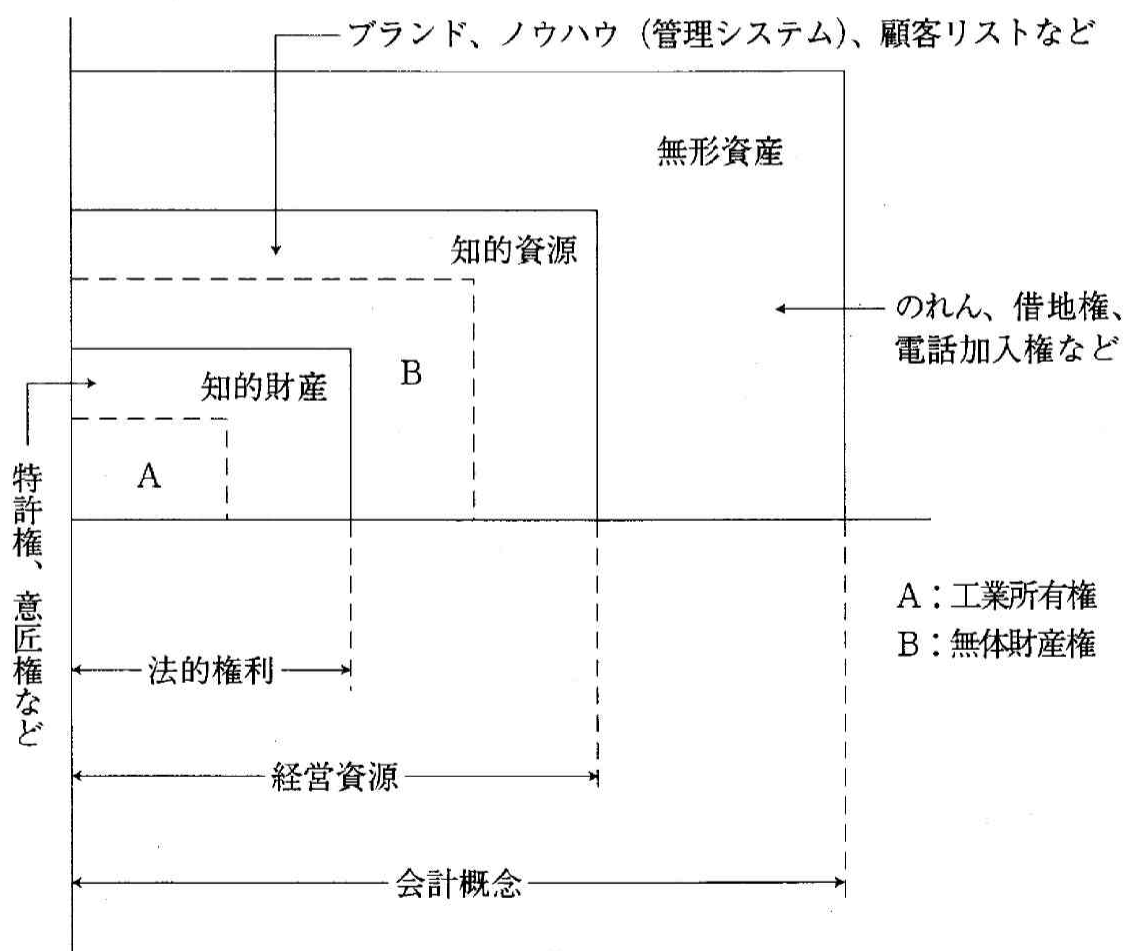 ブランド、ノウハウ（管理システム）、顧客リストなど
無形資産
知的資源
のれん、借地権、
電話加入権など
B
知的財産
A
特許権、意匠権など
A：工業所有権
B：無体財産権
法的権利
経営資源
会計概念